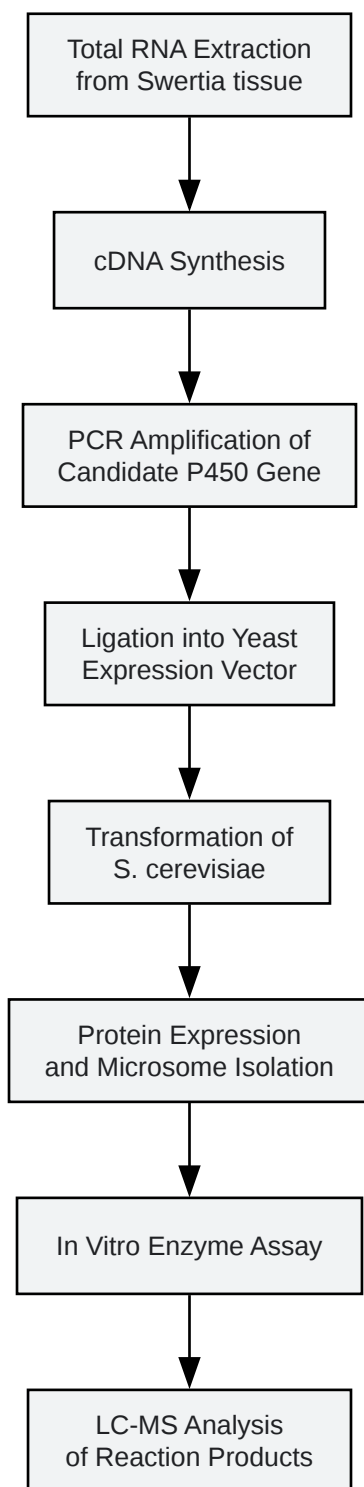 Total RNA Extraction
from Swertia tissue
cDNA Synthesis
PCR Amplification of
Candidate P450 Gene
Ligation into Yeast
Expression Vector
Transformation of
S. cerevisiae
Protein Expression
and Microsome Isolation
In Vitro Enzyme Assay
LC-MS Analysis
of Reaction Products